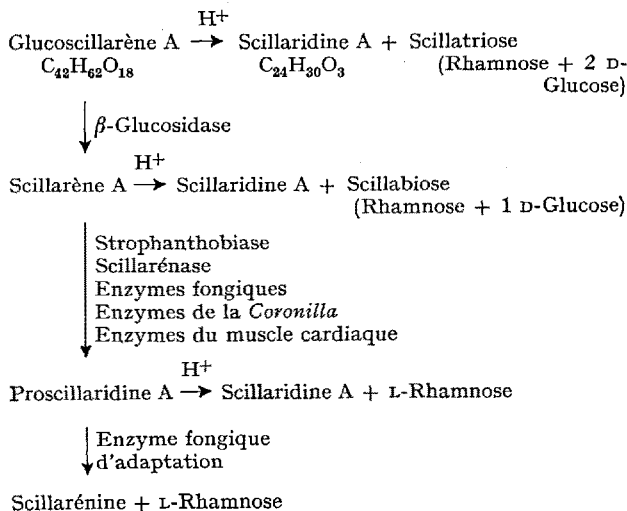 H+
Glucoscillarène A → Scillaridine A + Scillatriose
C₄₂H₆₂O₁₈ C₂₄H₃₀O₃ (Rhamnose + 2 D-
Glucose)
β-Glucosidase
H+
Scillarène A → Scillaridine A + Scillabiose
(Rhamnose + 1 D-Glucose)
Strophanthobiase
Scillarénase
Enzymes fongiques
Enzymes de la Coronilla
Enzymes du muscle cardiaque
H+
Proscillaridine A → Scillaridine A + L-Rhamnose
Enzyme fongique
d'adaptation
Scillarénine + L-Rhamnose